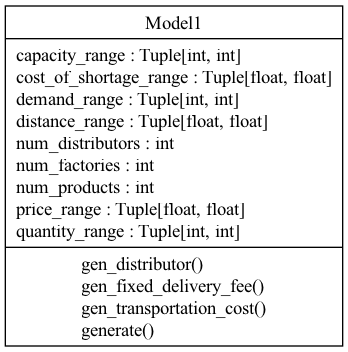 Model1
capacity_range : Tuple[int, int]
cost_of_shortage_range : Tuple[float, float]
demand_range : Tuple[int, int]
distance_range : Tuple[float, float]
num_distributors : int
num_factories : int
num_products : int
price_range : Tuple[float, float]
quantity_range : Tuple[int, int]
gen_distributor()
gen_fixed_delivery_fee()
gen_transportation_cost()
generate()